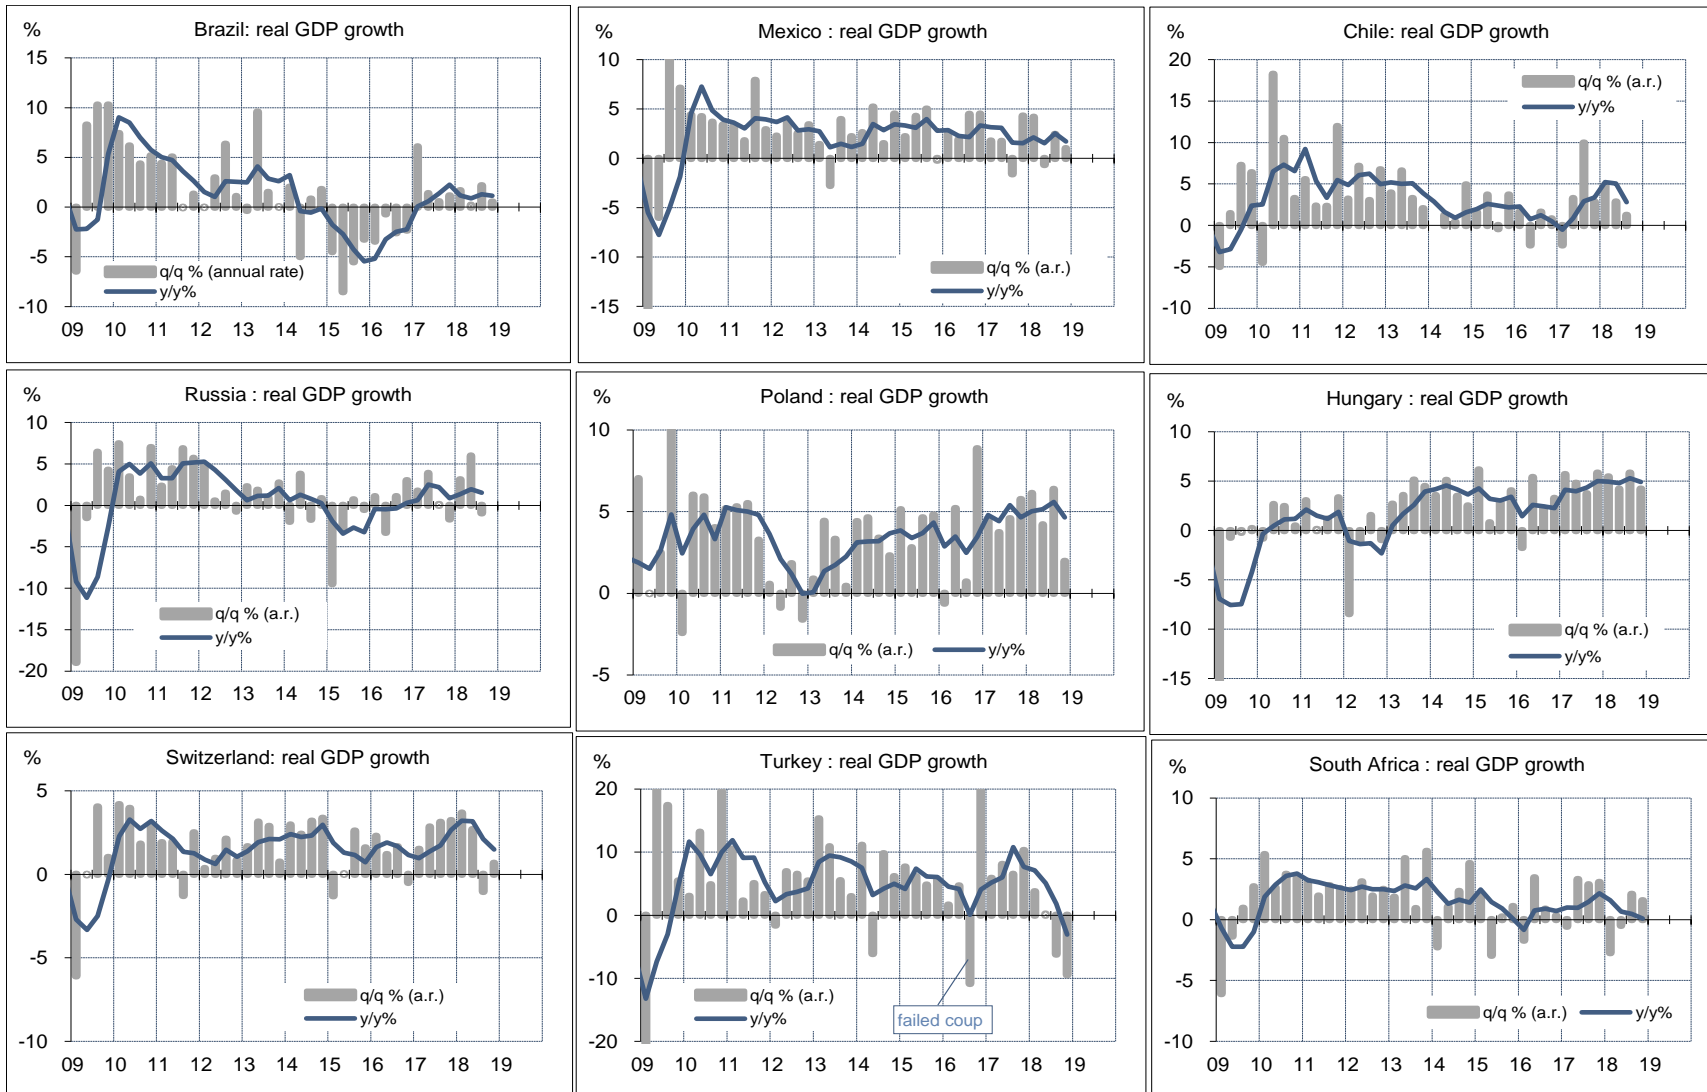 Brazil: real GDP growth
%
15
10
5
0
-5
-10
q/q % (annual rate)
y/y%
09 10 11 12 13 14 15 16 17 18 19
Mexico : real GDP growth
%
10
5
0
-5
-10
-15
q/q % (a.r.)
y/y%
09 10 11 12 13 14 15 16 17 18 19
Chile: real GDP growth
%
20
15
10
5
0
-5
-10
q/q % (a.r.)
y/y%
09 10 11 12 13 14 15 16 17 18 19
Russia : real GDP growth
%
10
5
0
-5
-10
-15
-20
q/q % (a.r.)
y/y%
09 10 11 12 13 14 15 16 17 18 19
Poland : real GDP growth
%
10
5
0
-5
q/q % (a.r.) y/y%
09 10 11 12 13 14 15 16 17 18 19
Hungary : real GDP growth
%
10
5
0
-5
-10
-15
q/q % (a.r.)
y/y%
09 10 11 12 13 14 15 16 17 18 19
Switzerland: real GDP growth
%
5
0
-5
-10
q/q % (a.r.)
y/y%
09 10 11 12 13 14 15 16 17 18 19
Turkey : real GDP growth
%
20
10
0
-10
-20
q/q % (a.r.)
y/y%
failed coup
09 10 11 12 13 14 15 16 17 18 19
South Africa : real GDP growth
%
10
5
0
-5
-10
q/q % (a.r.) y/y%
09 10 11 12 13 14 15 16 17 18 19